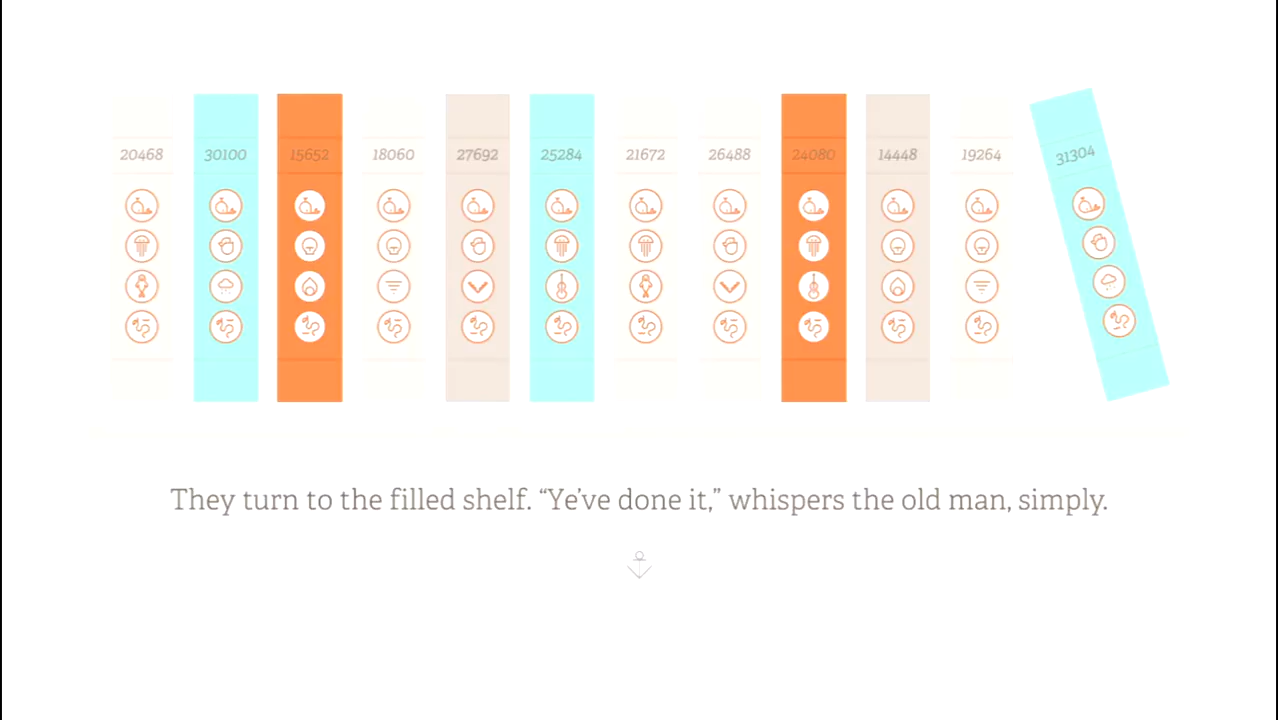 20468 30100 15652 18060 27692 25284 21672 26488 24080 14448 19264 31304
They turn to the filled shelf. “Ye’ve done it,” whispers the old man, simply.